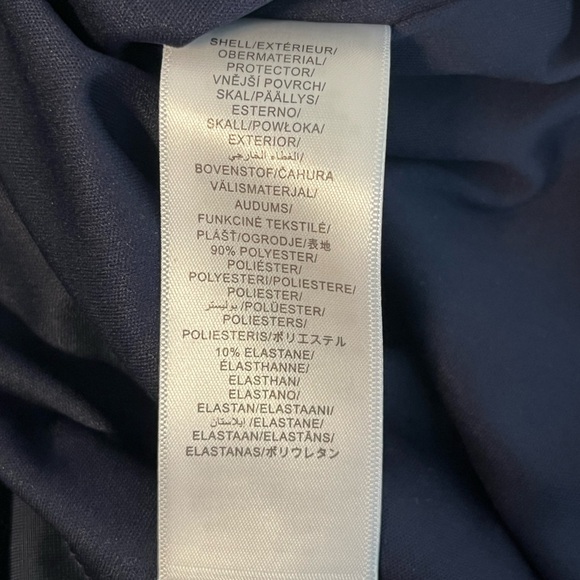 SHELL/EXTÉRIEUR/
OBERMATERIAL/
PROTECTOR/
VNĚJŠÍ POVRCH/
SKAL/PÄÄLLYS/
ESTERNO/
SKALL/POWŁOKA/
EXTERIOR/
الغطاء الخارجي/
BOVENSTOF/ČAHURA
VÄLISMATERJAL/
AUDUMS/
FUNKCINĖ TEKSTILĖ/
PLÁŠŤ/OGRODJE/表地
90% POLYESTER/
POLIÉSTER/
POLYESTERI/POLIESTERE/
POLIESTER/
بوليستر/POLÜESTER/
POLIESTERS/
POLIESTERIS/ポリエステル
10% ELASTANE/
ÉLASTHANNE/
ELASTHAN/
ELASTANO/
ELASTAN/ELASTAANI/
إيلاستان/ELASTANE/
ELASTAAN/ELASTĀNS/
ELASTANAS/ポリウレタン